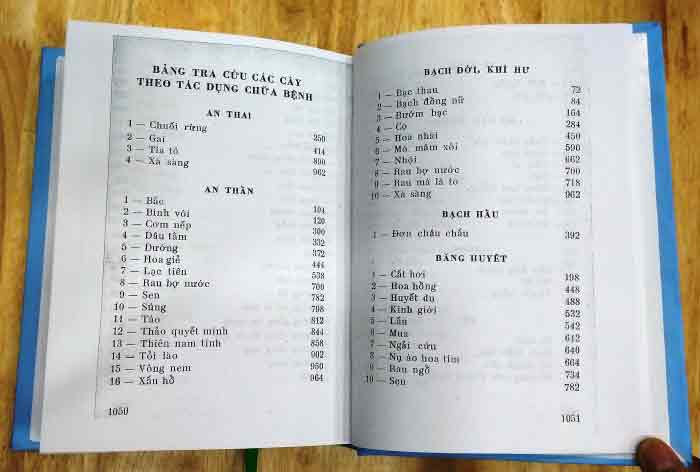 BẢNG TRA CỨU CÁC CÂY
THEO TÁC DỤNG CHỮA BỆNH
AN THAI
1 — Chuối rừng 250
2 — Gai 414
3 — Tía tô 890
4 — Xà sàng 962
AN THẦN
1 — Bấc 104
2 — Bình vôi 120
3 — Cơm nếp 300
4 — Dâu tằm 332
5 — Dướng 372
6 — Hoa giẻ 444
7 — Lạc tiên 538
8 — Rau bợ nước 700
9 — Sen 782
10 — Súng 798
11 — Táo 812
12 — Thảo quyết minh 844
13 — Thiên nam tinh 858
14 — Tỏi lào 902
15 — Vông nem 950
16 — Xấu hổ 964
1050
BẠCH ĐỚI, KHÍ HƯ
1 — Bạc thau 72
2 — Bạch đồng nữ 84
3 — Bướm bạc 164
4 — Cò 284
5 — Hoa nhài 450
6 — Mò mâm xôi 590
7 — Nhội 662
8 — Rau bợ nước 700
9 — Rau má lá to 718
10 — Xà sàng 962
BẠCH HẦU
1 — Đơn châu chấu 392
BĂNG HUYẾT
1 — Cất hơi 198
2 — Hoa hồng 448
3 — Huyết dụ 488
4 — Kinh giới 532
5 — Lấu 542
6 — Mua 612
7 — Ngải cứu 640
8 — Nụ áo hoa tím 664
9 — Rau ngổ 734
10 — Sen 782
1051